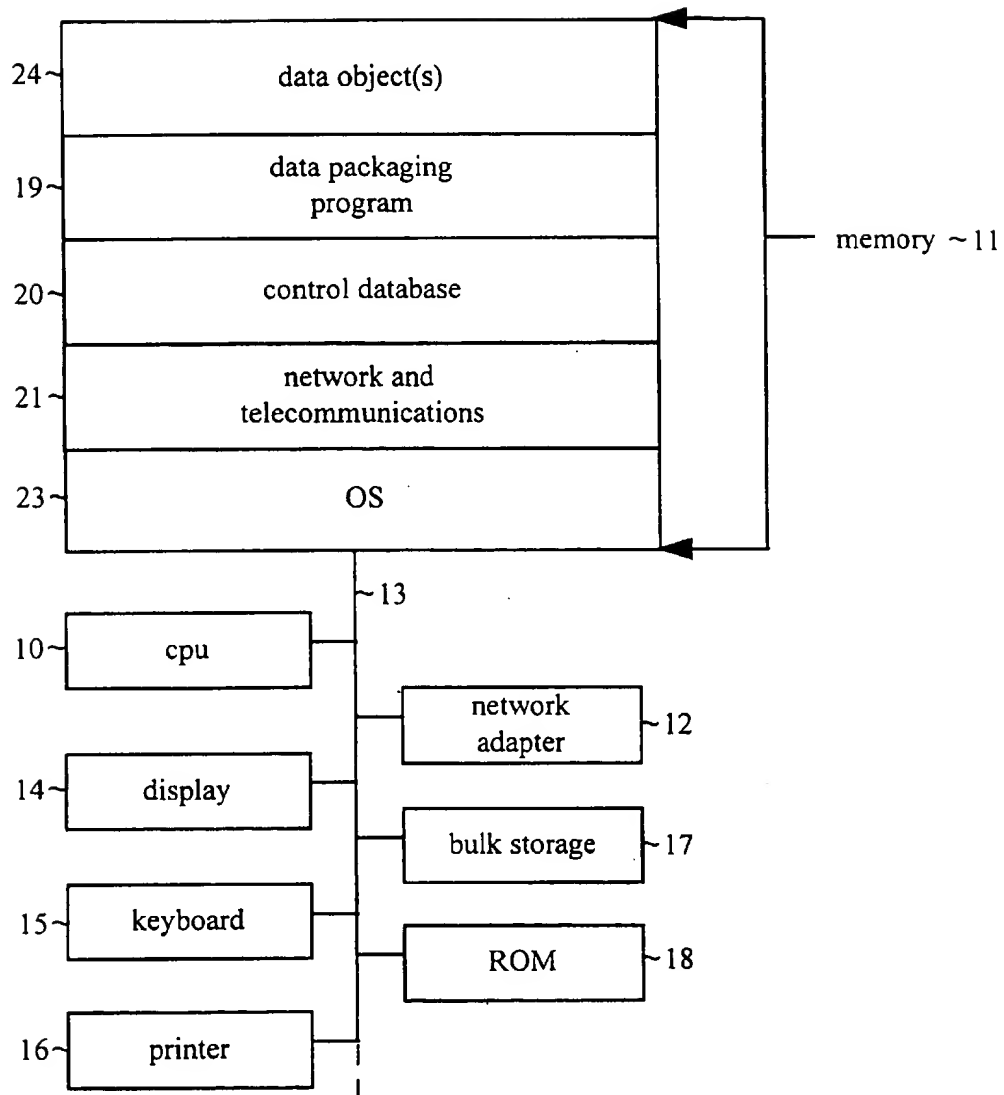 24~ data object(s)
19~ data packaging
program
memory ~11
20~ control database
21~ network and
telecommunications
23~ OS
13
10~ cpu
network
adapter ~12
14~ display
bulk storage ~17
15~ keyboard
ROM ~18
16~ printer